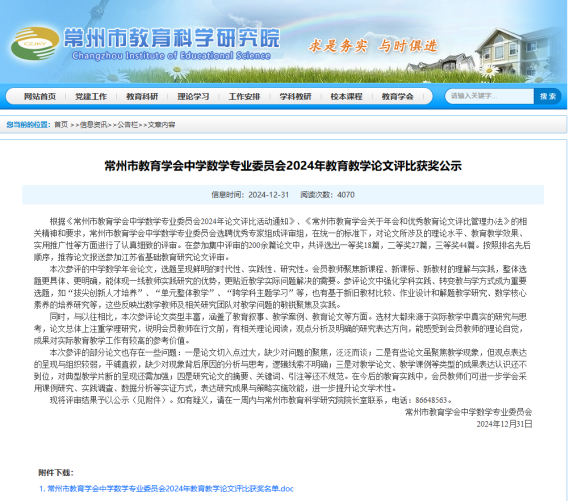 常州市教育科学研究院
Changzhou Institute of Educational Science
求是务实 与时俱进
网站首页 党建工作 教育科研 理论学习 工作安排 学科教研 校本课程 教育学会 请输入关键字 搜 索
您当前的位置：首页 >>信息资讯>>公告栏>>文章内容
常州市教育学会中学数学专业委员会2024年教育教学论文评比获奖公示
信息时间：2024-12-31 阅读次数：4070
根据《常州市教育学会中学数学专业委员会2024年论文评比活动通知》、《常州市教育学会关于年会和优秀教育论文评比管理办法》的相
关精神和要求，常州市教育学会中学数学专业委员会选聘优秀专家组成评审组，在统一的标准下，对论文所涉及的理论水平、教育教学效果、
实用推广性等方面进行了认真细致的评审。在参加集中评审的200余篇论文中，共评选出一等奖18篇，二等奖27篇，三等奖44篇。按照排名先后
顺序，推荐论文报送参加江苏省基础教育研究论文评审。
本次参评的中学数学年会论文，选题呈现鲜明的时代性、实践性、研究性。会员教师聚焦新课程、新课标、新教材的理解与实践，整体选
题更具体、更明确，能体现一线教师实践研究的优势，更贴近教学实际问题解决的需要。参评论文中强化学科实践、转变教与学方式成为重要
选题，如“拔尖创新人才培养”、“单元整体教学”、“跨学科主题学习”等，也有基于新旧教材比较、作业设计和解题教学研究、数学核心
素养的培养研究等，这些反映出数学教师及相关研究团队对教学问题的敏锐聚焦及实践。
同时，与以往相比，本次参评论文类型丰富，涵盖了教育叙事、教学案例、教育论文等方面。选材大都来源于实际教学中真实的研究与思
考，论文总体上注重学理研究，说明会员教师在行文前，有相关理论阅读，观点分析及明确的研究表达方向，能感受到会员教师的理论自觉，
成果对实际教育教学工作有较高的参考价值。
本次参评的部分论文也存在一些问题：一是论文切入点过大，缺少对问题的聚焦，泛泛而谈；二是有些论文虽聚焦教学现象，但观点表达
的呈现与组织较弱，平铺直叙，缺少对现象背后原因的分析与思考，逻辑线索不明确；三是对教学论文、教学课例等类型的成果表达认识还不
到位，对典型教学片断的呈现还需加强；四是研究论文的摘要、关键词、引注等还不规范。在今后的教育实践中，会员教师们可进一步学会采
用课例研究、实践调查、数据分析等实证方式，表达研究成果与策略实施效能，进一步提升论文学术性。
现将评审结果予以公示（见附件）。如有疑义，请在一周内与常州市教育科学研究院院长室联系，电话：86648563。
常州市教育学会中学数学专业委员会
2024年12月31日
附件下载：
1. 常州市教育学会中学数学专业委员会2024年教育教学论文评比获奖名单.doc